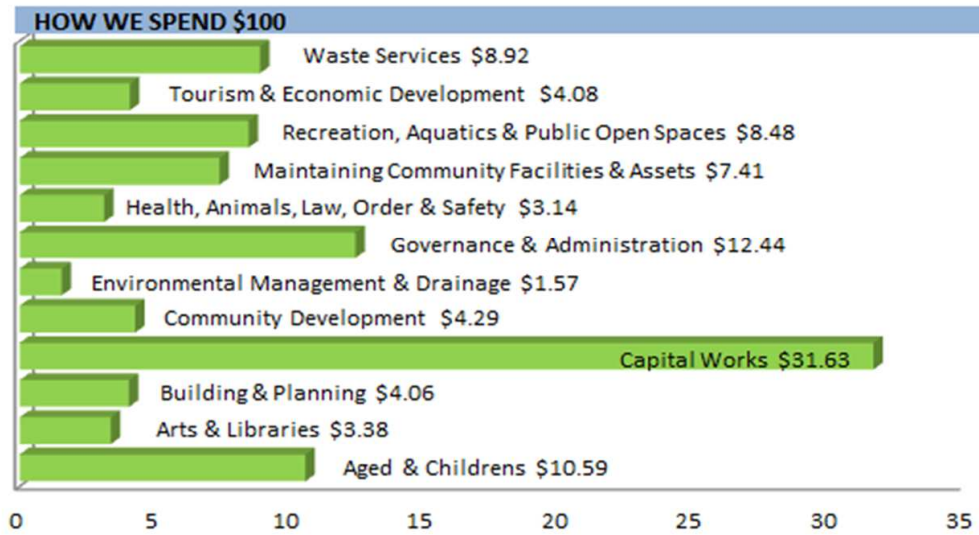 HOW WE SPEND $100
Waste Services $8.92
Tourism & Economic Development $4.08
Recreation, Aquatics & Public Open Spaces $8.48
Maintaining Community Facilities & Assets $7.41
Health, Animals, Law, Order & Safety $3.14
Governance & Administration $12.44
Environmental Management & Drainage $1.57
Community Development $4.29
Capital Works $31.63
Building & Planning $4.06
Arts & Libraries $3.38
Aged & Childrens $10.59
0 5 10 15 20 25 30 35